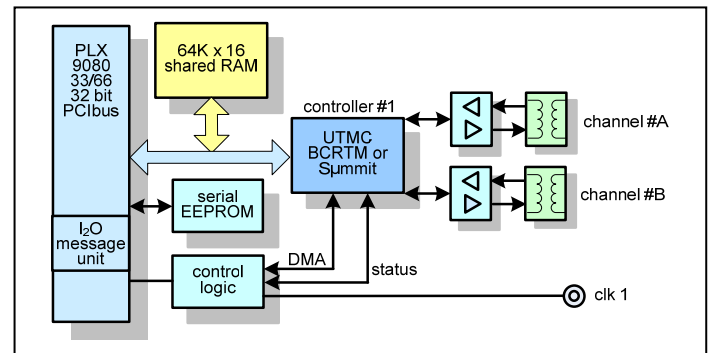 PLX
9080
33/66
32 bit
PCIbus
64K x 16
shared RAM
controller #1
UTMC
BCRTM or
Sµmmit
channel #A
channel #B
serial
EEPROM
I₂O
message
unit
control
logic
DMA
status
clk 1